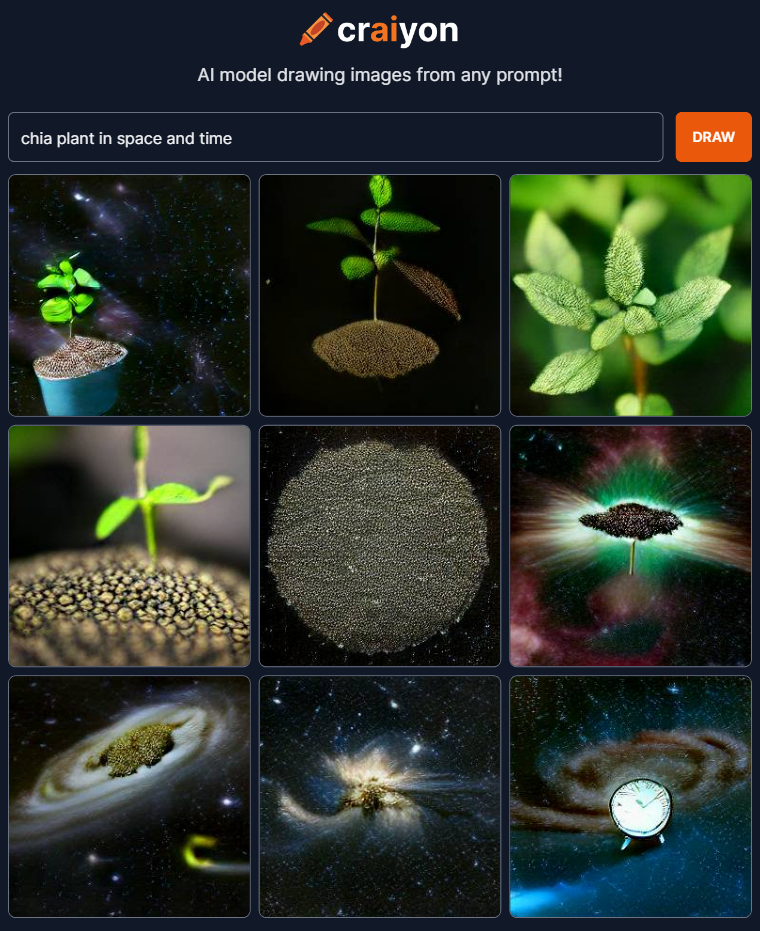 craiyon
AI model drawing images from any prompt!
chia plant in space and time
DRAW